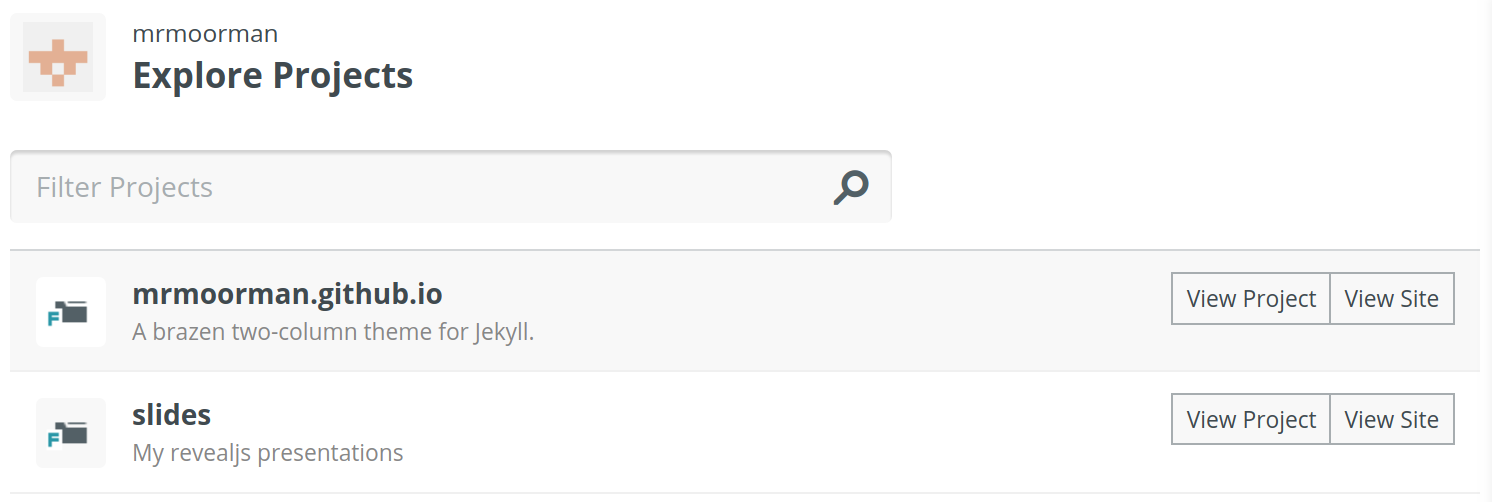 mrmoorman
Explore Projects
Filter Projects
F
mrmoorman.github.io
A brazen two-column theme for Jekyll.
View Project View Site
F
slides
My revealjs presentations
View Project View Site